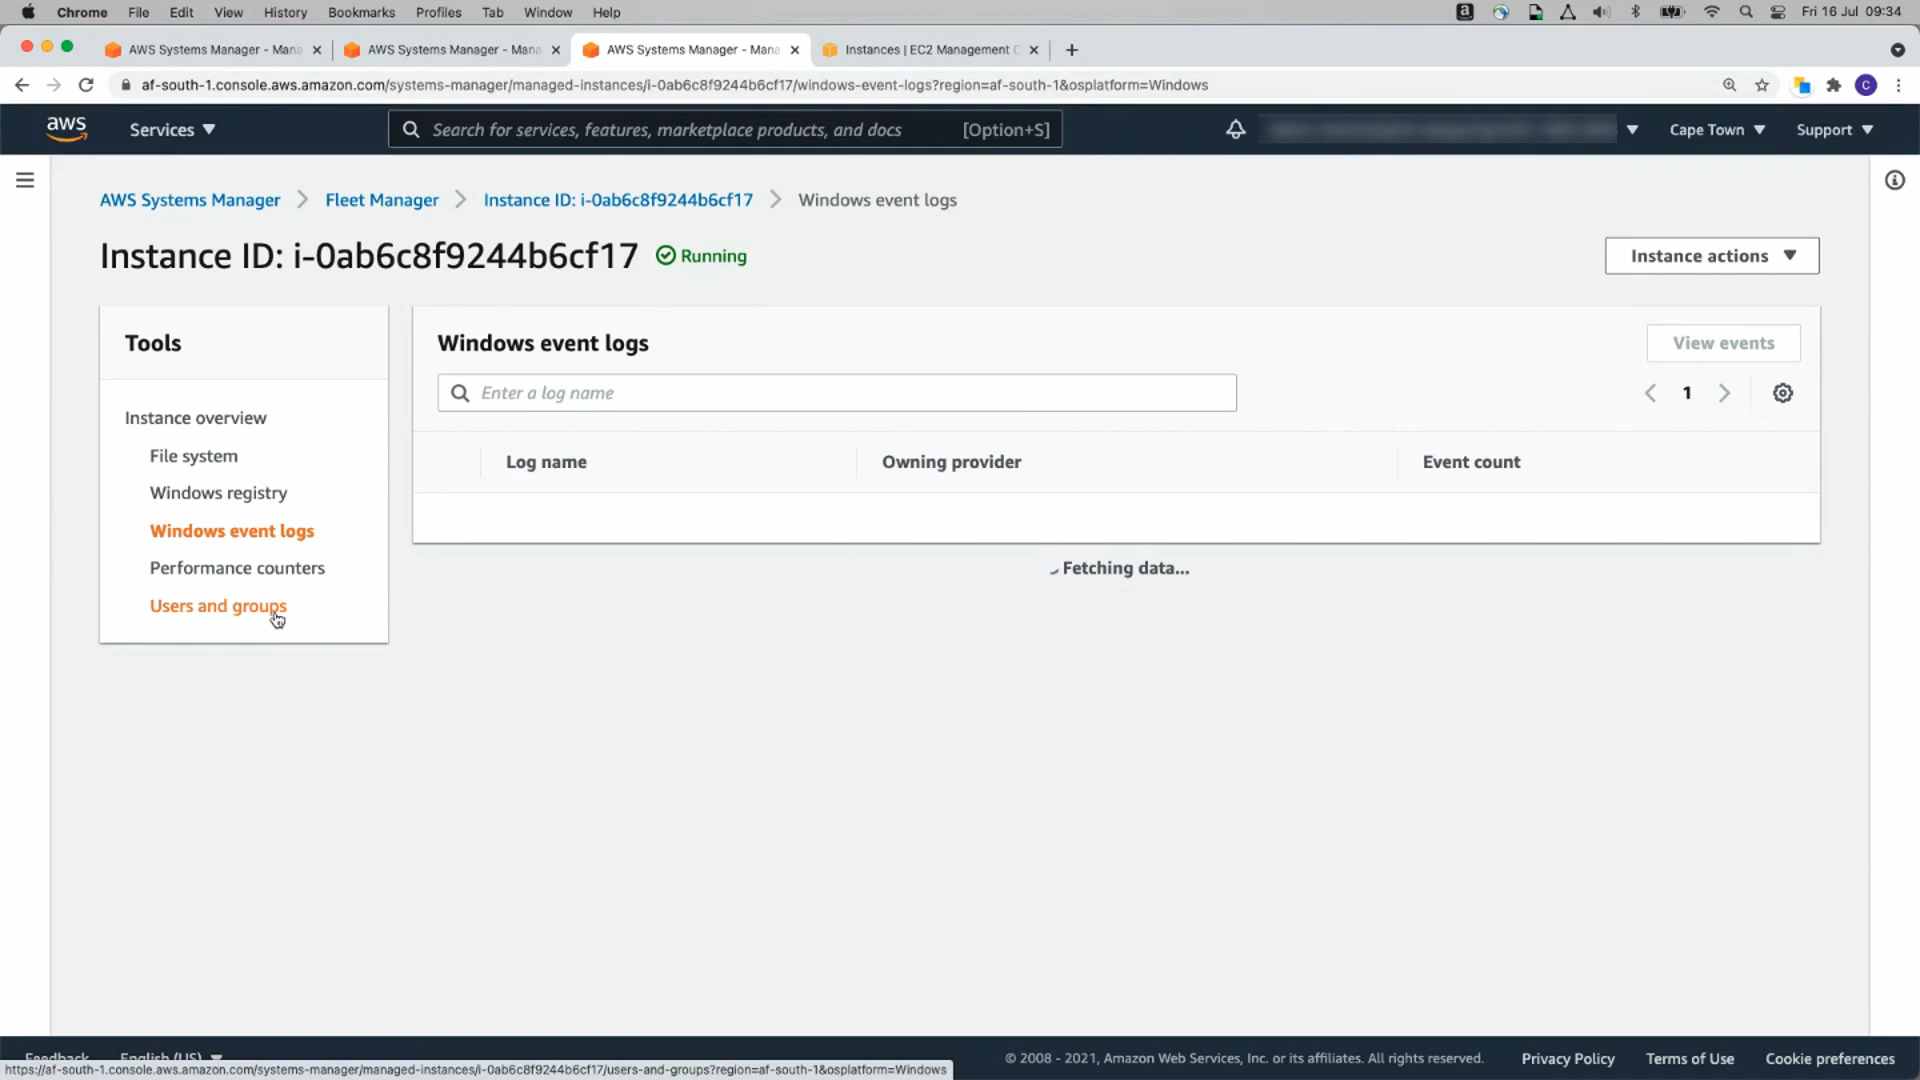 Chrome File Edit View History Bookmarks Profiles Tab Window Help Fri 16 Jul 09:34
AWS Systems Manager - Mana AWS Systems Manager - Mana AWS Systems Manager - Mana Instances | EC2 Management C
af-south-1.console.aws.amazon.com/systems-manager/managed-instances/i-0ab6c8f9244b6cf17/windows-event-logs?region=af-south-1&osplatform=Windows C
aws Services Search for services, features, marketplace products, and docs [Option+S] Cape Town Support
AWS Systems Manager Fleet Manager Instance ID: i-0ab6c8f9244b6cf17 Windows event logs
Instance ID: i-0ab6c8f9244b6cf17 Running Instance actions
Tools
Instance overview
File system
Windows registry
Windows event logs
Performance counters
Users and groups
Windows event logs View events
Enter a log name 1
Log name Owning provider Event count
Fetching data...
Feedback English (US) © 2008 - 2021, Amazon Web Services, Inc. or its affiliates. All rights reserved. Privacy Policy Terms of Use Cookie preferences
https://af-south-1.console.aws.amazon.com/systems-manager/managed-instances/i-0ab6c8f9244b6cf17/users-and-groups?region=af-south-1&osplatform=Windows